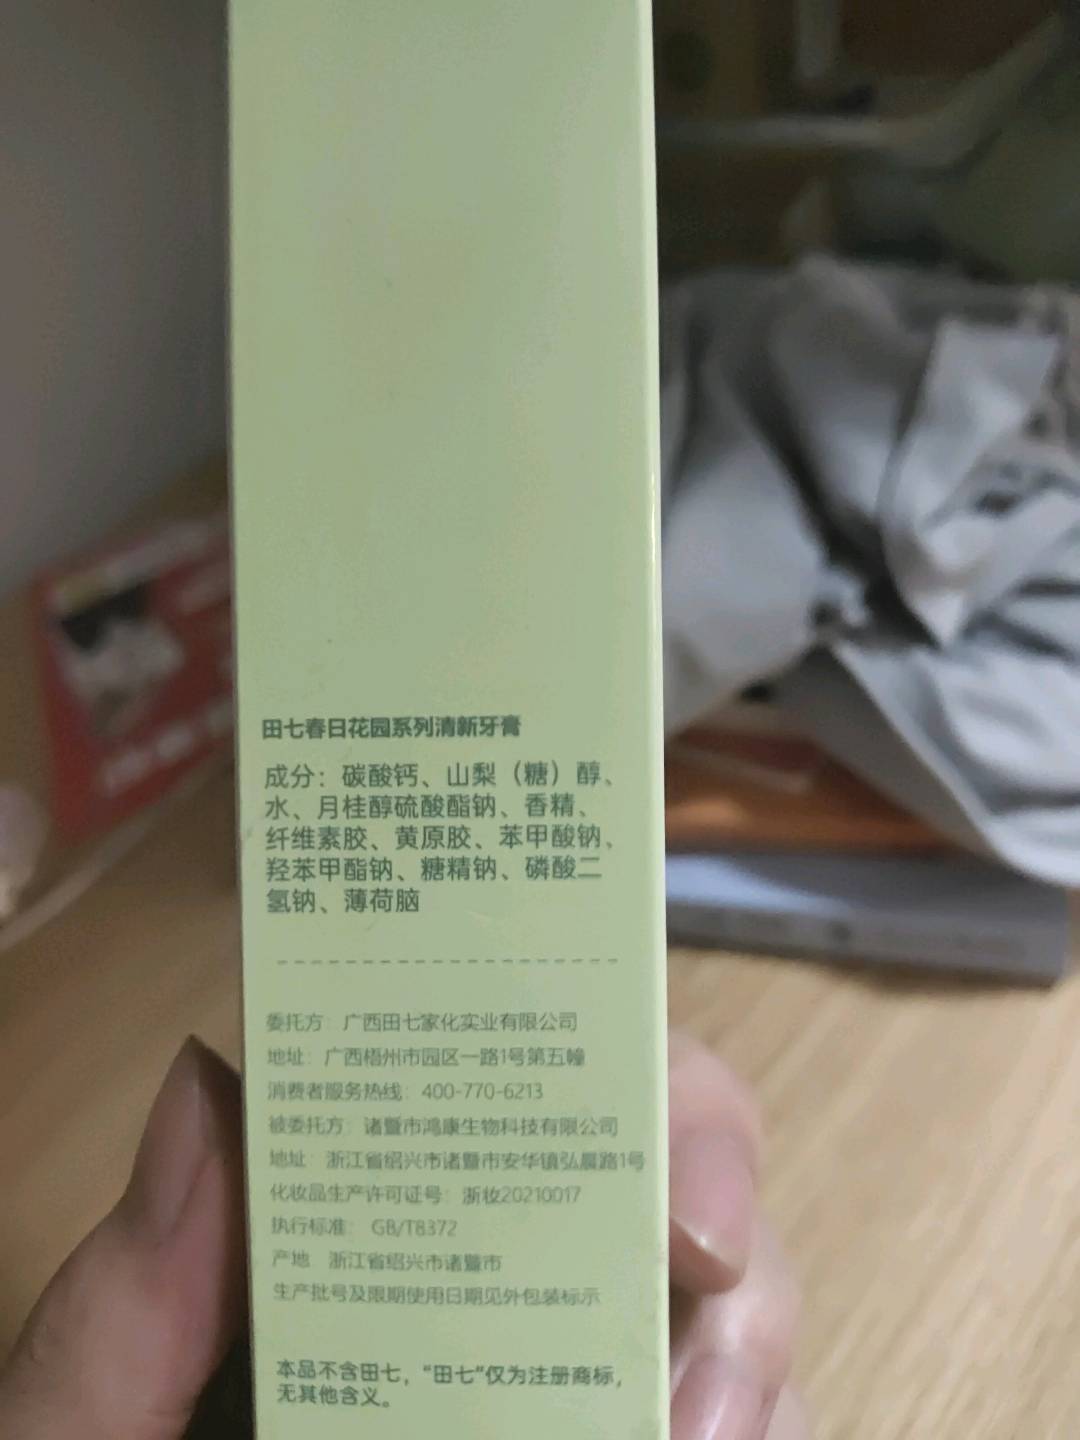 田七春日花园系列清新牙膏
成分：碳酸钙、山梨（糖）醇、
水、月桂醇硫酸酯钠、香精、
纤维素胶、黄原胶、苯甲酸钠、
羟苯甲酯钠、糖精钠、磷酸二
氢钠、薄荷脑
委托方：广西田七家化实业有限公司
地址：广西梧州市园区一路1号第五幢
消费者服务热线：400-770-6213
被委托方：诸暨市鸿康生物科技有限公司
地址：浙江省绍兴市诸暨市安华镇弘晨路1号
化妆品生产许可证号：浙妆20210017
执行标准：GB/T8372
产地 浙江省绍兴市诸暨市
生产批号及限期使用日期见外包装标示
本品不含田七，“田七”仅为注册商标，
无其他含义。